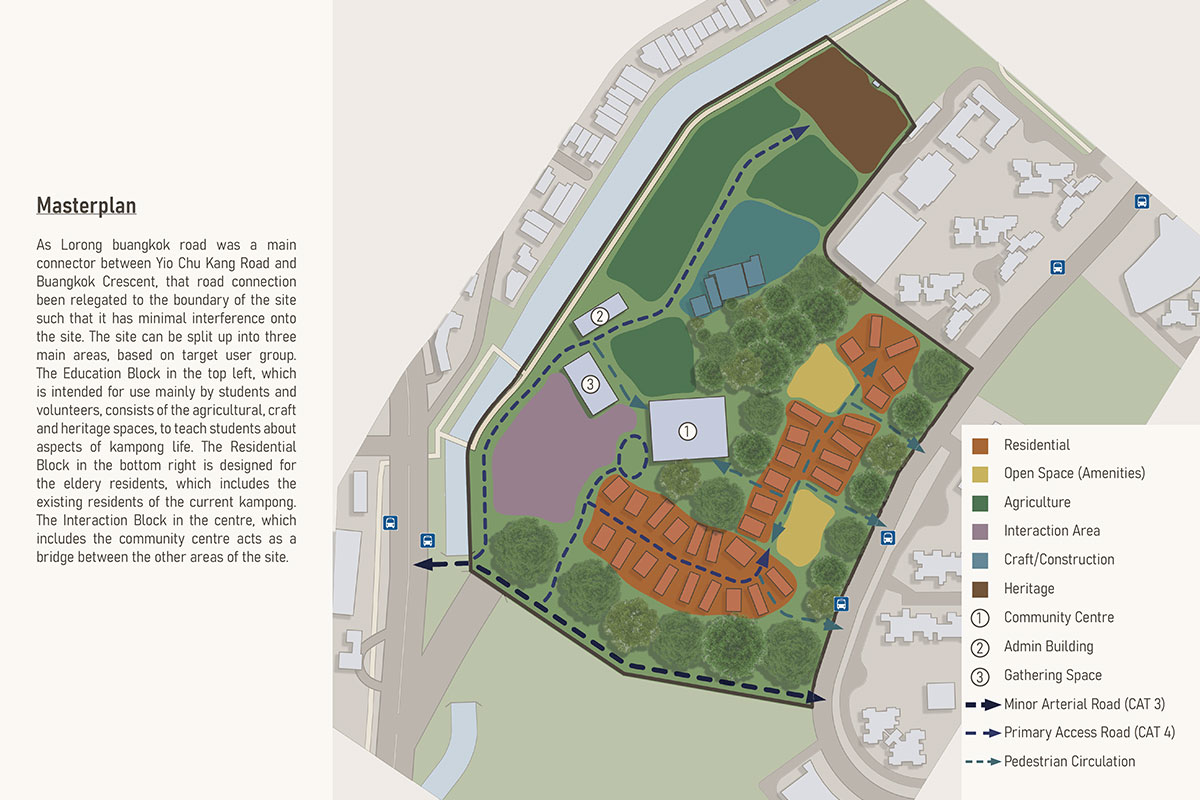 Masterplan
As Lorong buangkok road was a main
connector between Yio Chu Kang Road and
Buangkok Crescent, that road connection
been relegated to the boundary of the site
such that it has minimal interference onto
the site. The site can be split up into three
main areas, based on target user group.
The Education Block in the top left, which
is intended for use mainly by students and
volunteers, consists of the agricultural, craft
and heritage spaces, to teach students about
aspects of kampong life. The Residential
Block in the bottom right is designed for
the eldery residents, which includes the
existing residents of the current kampong.
The Interaction Block in the centre, which
includes the community centre acts as a
bridge between the other areas of the site.
2
3
1
Residential
Open Space (Amenities)
Agriculture
Interaction Area
Craft/Construction
Heritage
1 Community Centre
2 Admin Building
3 Gathering Space
Minor Arterial Road (CAT 3)
Primary Access Road (CAT 4)
Pedestrian Circulation